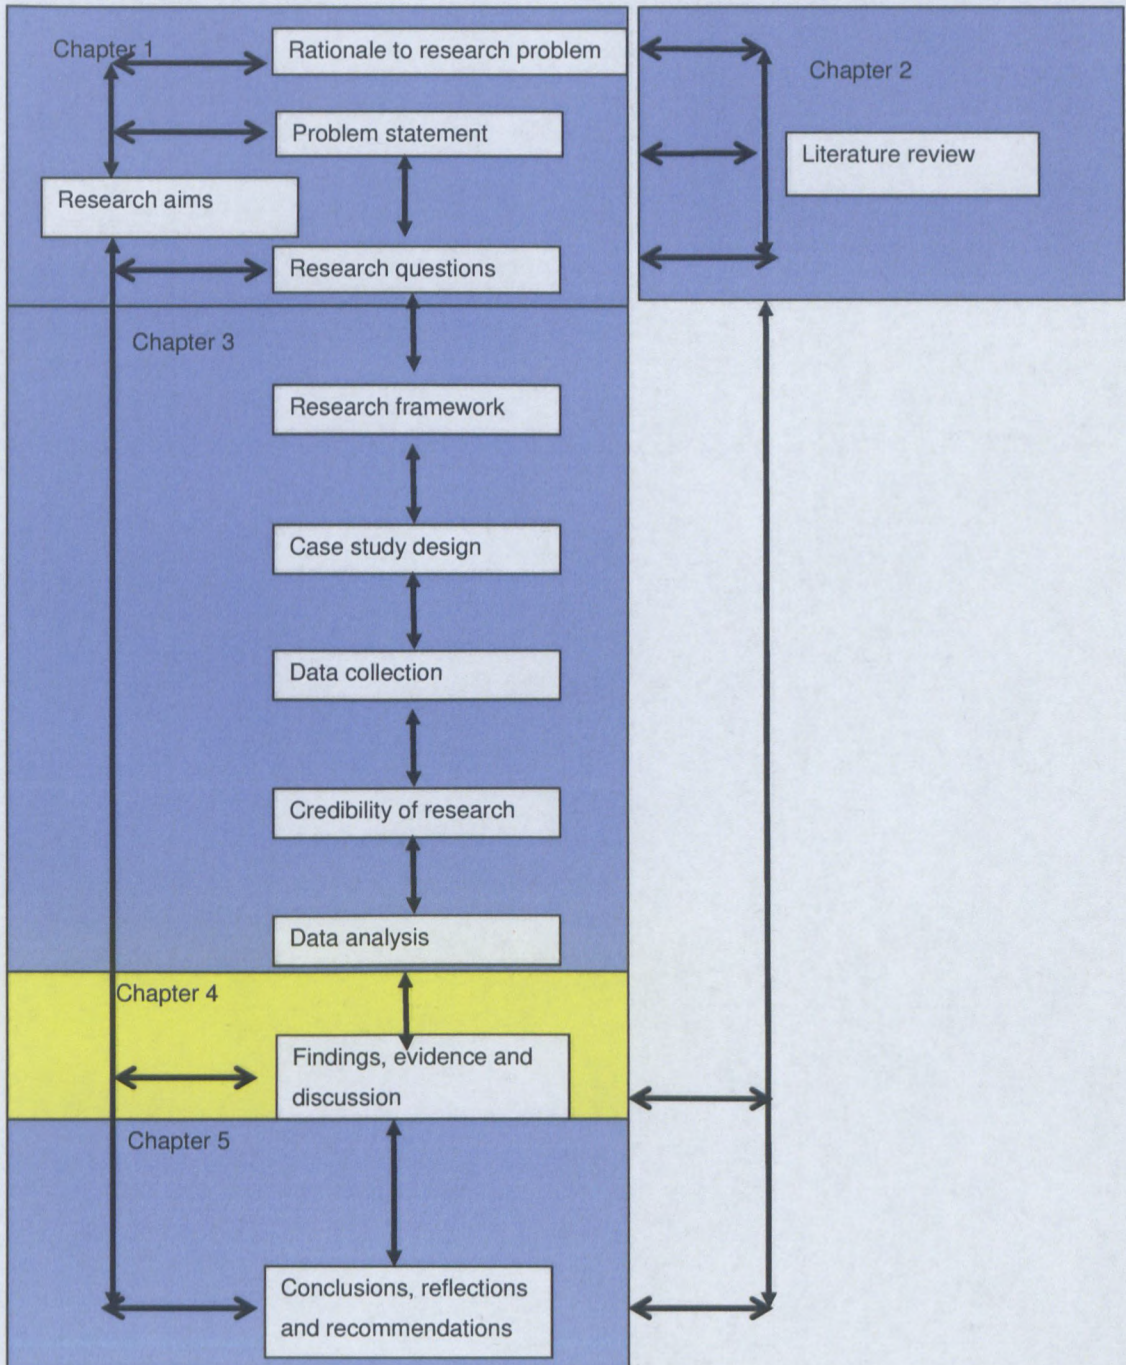 Chapter 1
Rationale to research problem
Chapter 2
Problem statement
Literature review
Research aims
Research questions
Chapter 3
Research framework
Case study design
Data collection
Credibility of research
Data analysis
Chapter 4
Findings, evidence and
discussion
Chapter 5
Conclusions, reflections
and recommendations